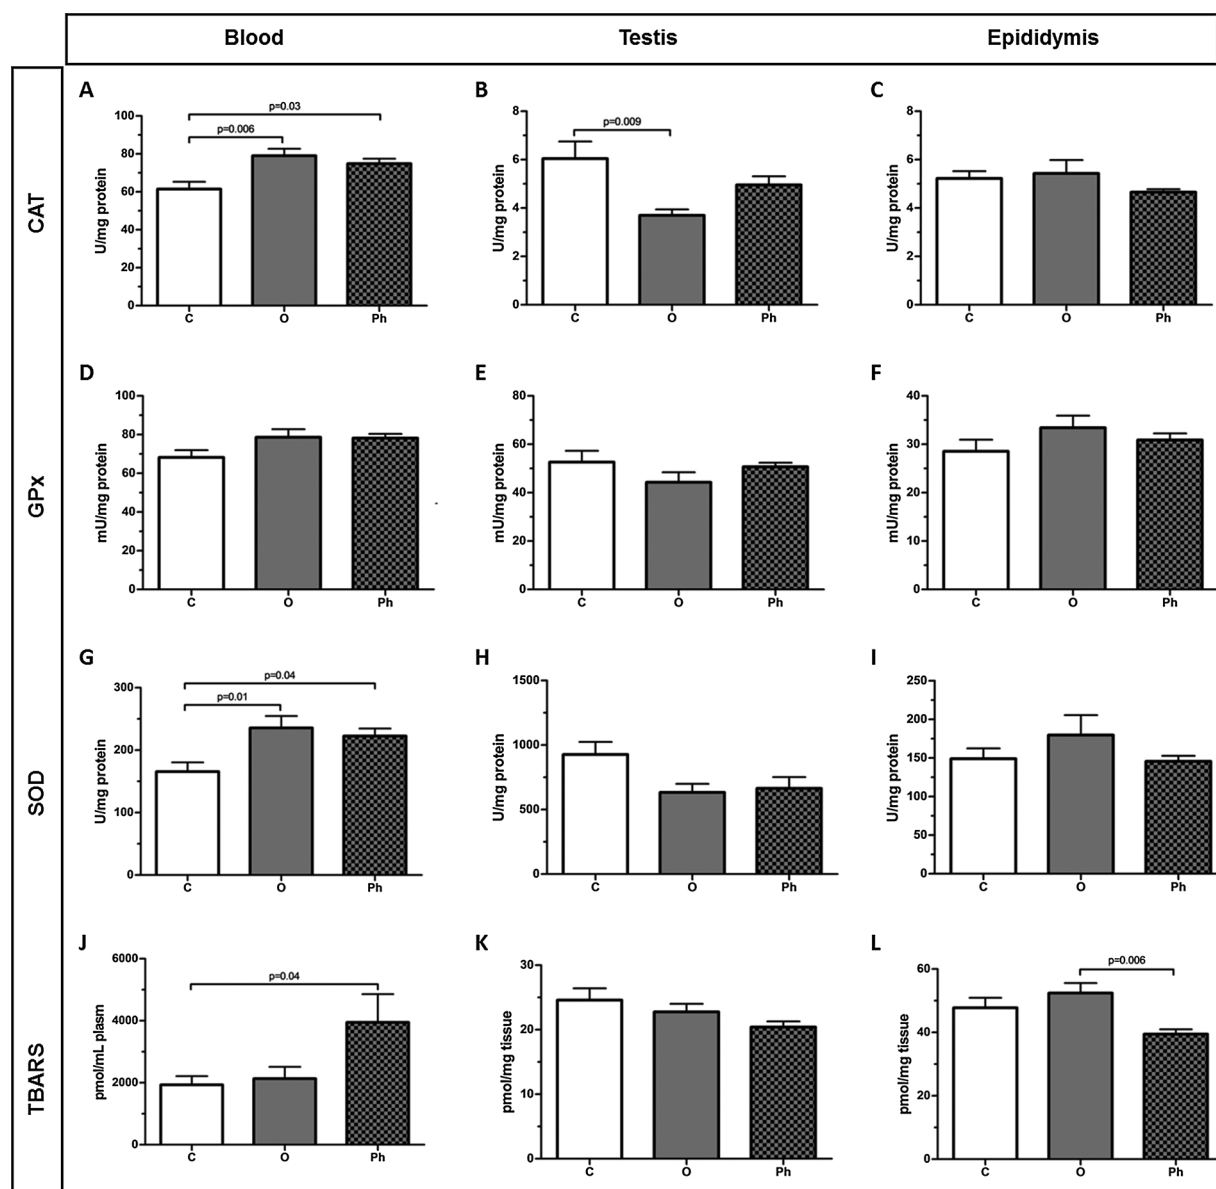 Blood Testis Epididymis
CAT
A
p=0.03
p=0.006
U/mg protein
100
80
60
40
20
0
C O Ph
B
p=0.009
U/mg protein
8
6
4
2
0
C O Ph
C
U/mg protein
8
6
4
2
0
C O Ph
GPx
D
mU/mg protein
100
80
60
40
20
0
C O Ph
E
mU/mg protein
80
60
40
20
0
C O Ph
F
mU/mg protein
40
30
20
10
0
C O Ph
SOD
G
p=0.04
p=0.01
U/mg protein
300
200
100
0
C O Ph
H
U/mg protein
1500
1000
500
0
C O Ph
I
U/mg protein
250
200
150
100
50
0
C O Ph
TBARS
J
p=0.04
pmol/mL plasm
6000
4000
2000
0
C O Ph
K
pmol/mg tissue
30
20
10
0
C O Ph
L
p=0.006
pmol/mg tissue
60
40
20
0
C O Ph